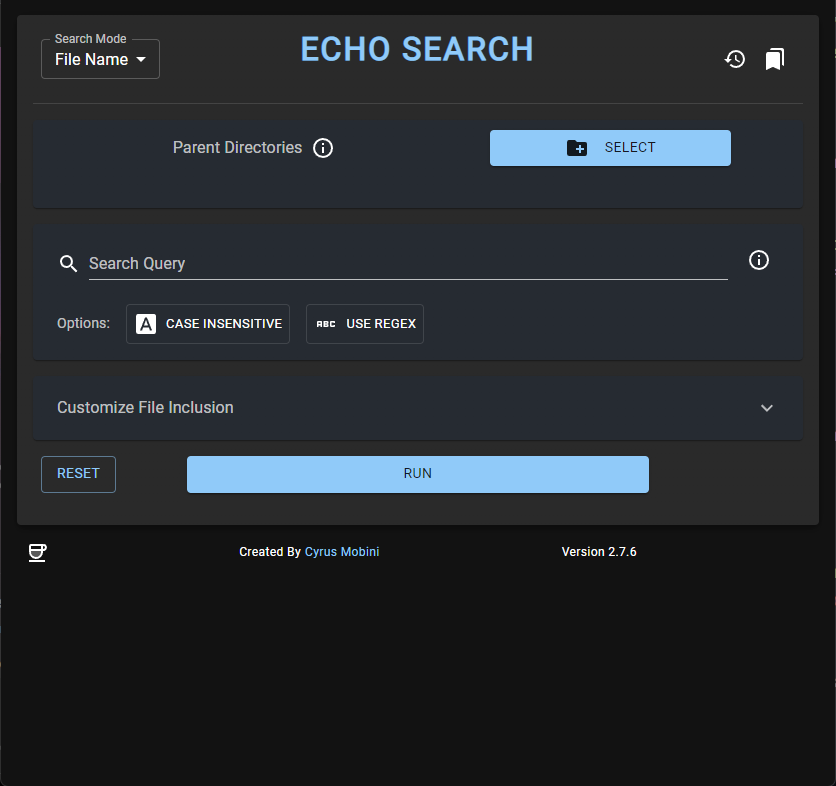 Search Mode
File Name
ECHO SEARCH
Parent Directories
SELECT
Search Query
Options:
A
CASE INSENSITIVE
ABC
USE REGEX
Customize File Inclusion
RESET
RUN
Created By Cyrus Mobini
Version 2.7.6